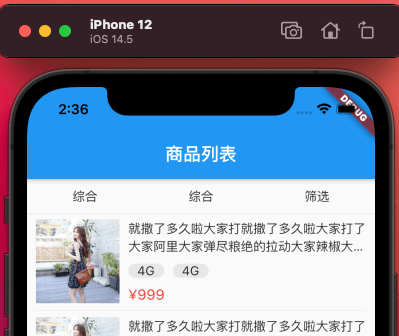 iPhone 12
iOS 14.5
2:36
DEBUG
商品列表
综合 综合 筛选
就撒了多久啦大家打就撒了多久啦大家打了
大家阿里大家弹尽粮绝的拉动大家辣椒大...
4G 4G
¥999
就撒了多久啦大家打就撒了多久啦大家打了